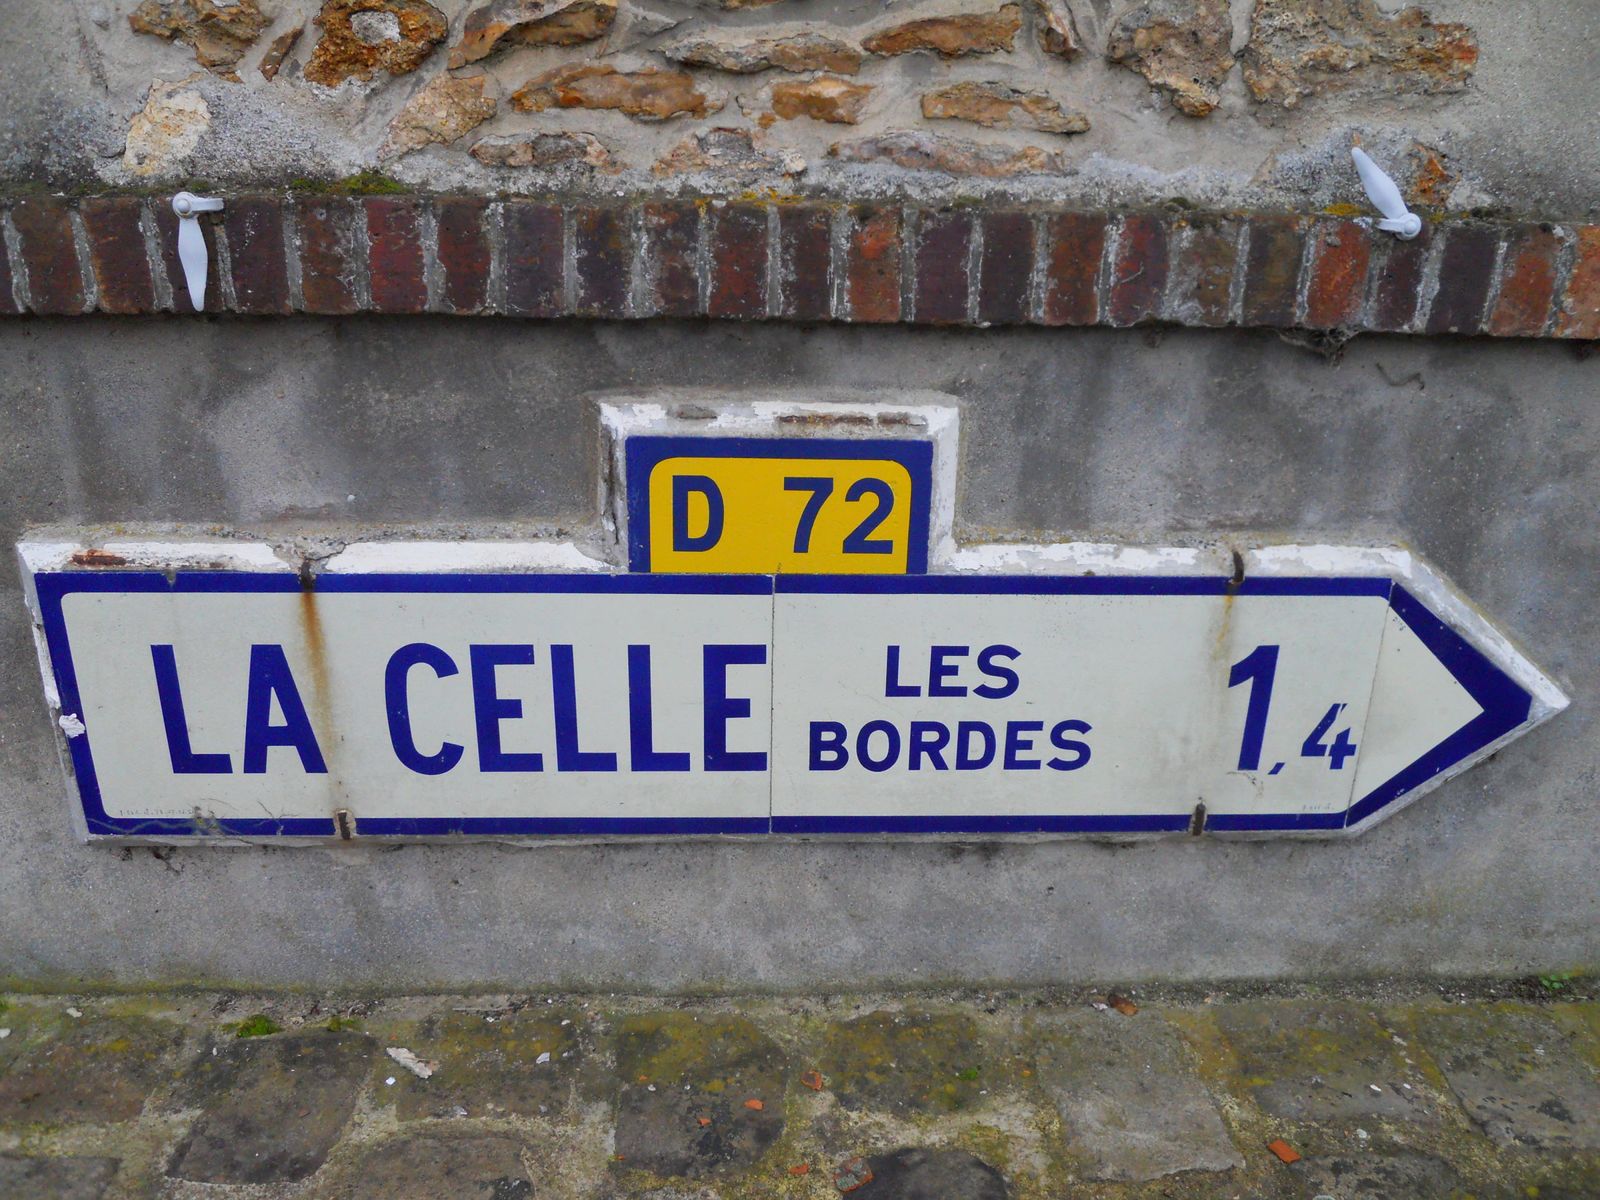 D 72
LA CELLE LES BORDES 1,4